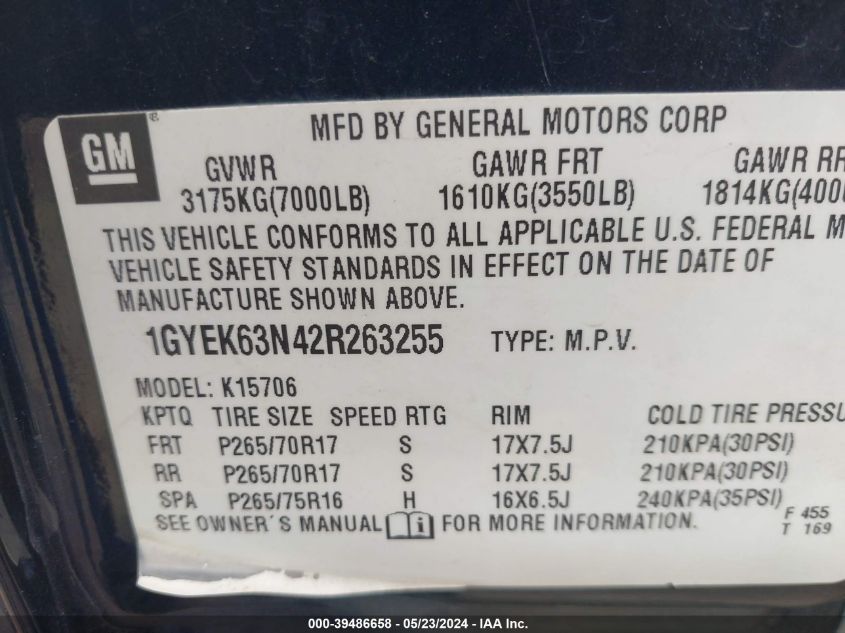 GM ®
MFD BY GENERAL MOTORS CORP
GVWR GAWR FRT GAWR RR
3175KG(7000LB) 1610KG(3550LB) 1814KG(400
THIS VEHICLE CONFORMS TO ALL APPLICABLE U.S. FEDERAL M
VEHICLE SAFETY STANDARDS IN EFFECT ON THE DATE OF
MANUFACTURE SHOWN ABOVE.
1GYEK63N42R263255 TYPE: M.P.V.
MODEL: K15706
KPTQ TIRE SIZE SPEED RTG RIM COLD TIRE PRESSU
FRT P265/70R17 S 17X7.5J 210KPA(30PSI)
RR P265/70R17 S 17X7.5J 210KPA(30PSI)
SPA P265/75R16 H 16X6.5J 240KPA(35PSI)
F 455
SEE OWNER'S MANUAL i FOR MORE INFORMATION. T 169
000-39486658 - 05/23/2024 - IAA Inc.